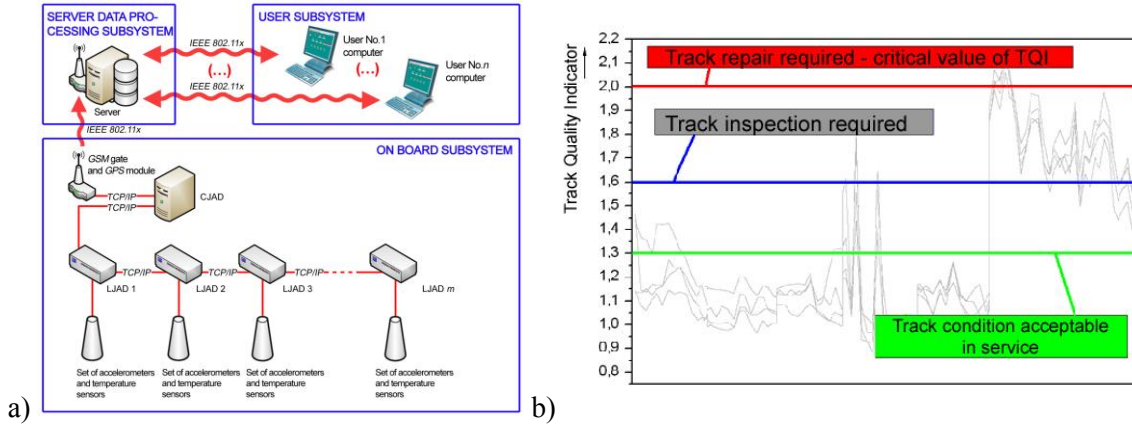 SERVER DATA PRO-
CESSING SUBSYSTEM
Server
IEEE 802.11x
(...)
IEEE 802.11x
IEEE 802.11x
USER SUBSYSTEM
User No.1
computer
(...)
User No.n
computer
ON BOARD SUBSYSTEM
GSM gate
and GPS module
TCP/IP
TCP/IP
CJAD
TCP/IP
TCP/IP
TCP/IP
LJAD 1
LJAD 2
LJAD 3
LJAD m
Set of accelerometers
and temperature
sensors
Set of accelerometers
and temperature
sensors
Set of accelerometers
and temperature
sensors
Set of accelerometers
and temperature
sensors
a)
Track Quality Indicator
2,2
2,1
2,0
1,9
1,8
1,7
1,6
1,5
1,4
1,3
1,2
1,1
1,0
0,9
0,8
Track repair required - critical value of TQI
Track inspection required
Track condition acceptable
in service
b)